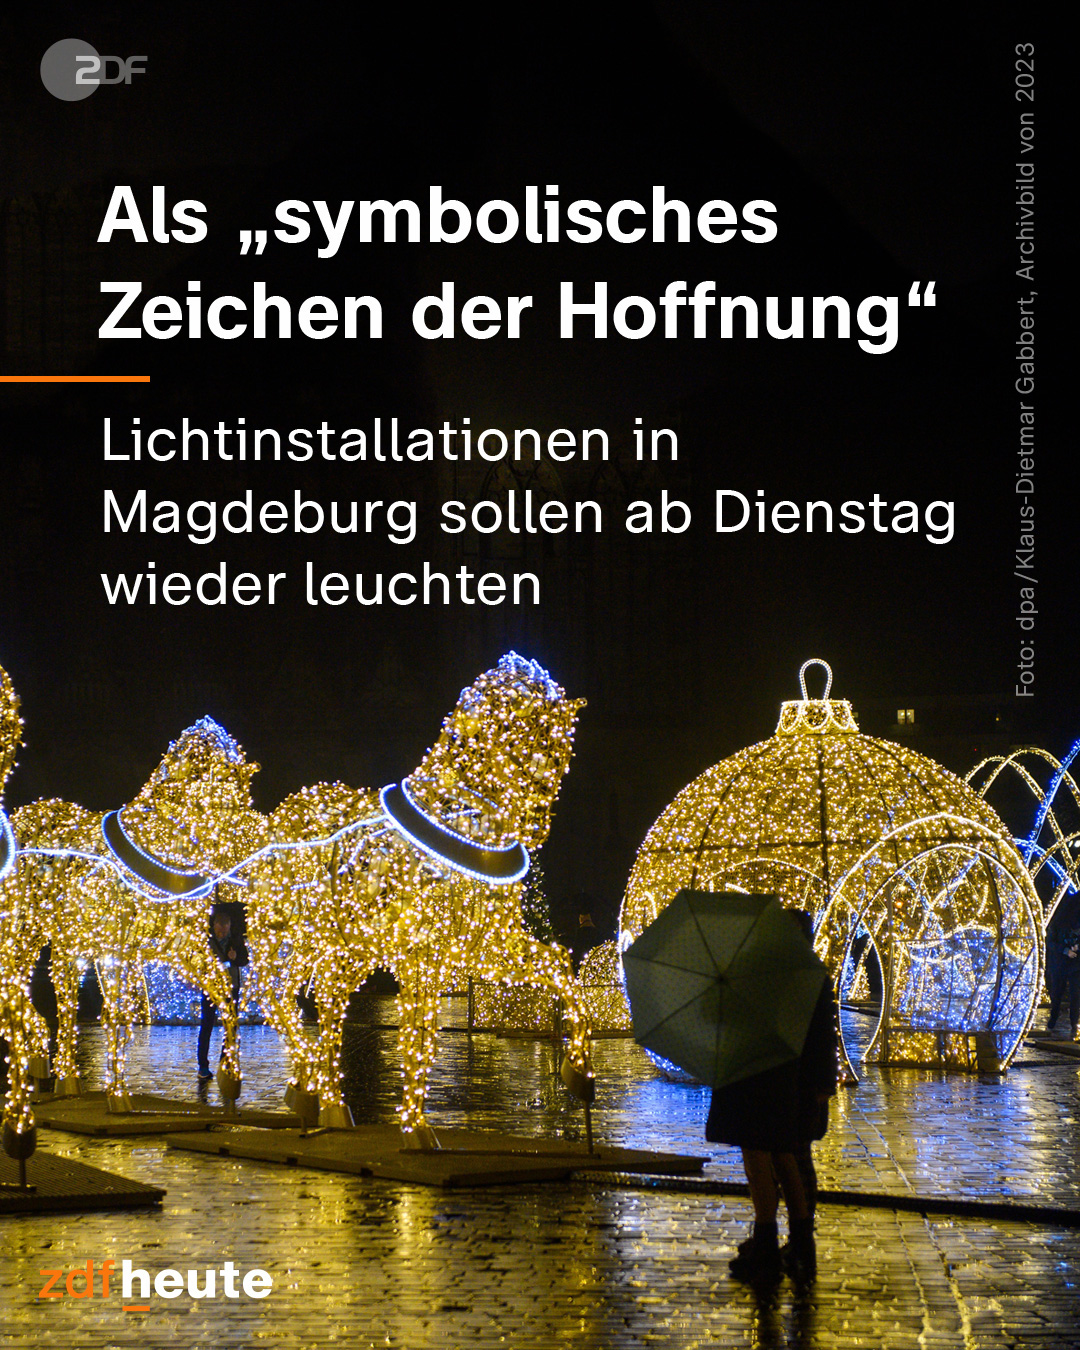 ZDF
Als „symbolisches
Zeichen der Hoffnung“
Lichtinstallationen in
Magdeburg sollen ab Dienstag
wieder leuchten
Foto: dpa/Klaus-Dietmar Gabbert, Archivbild von 2023
zdfheute